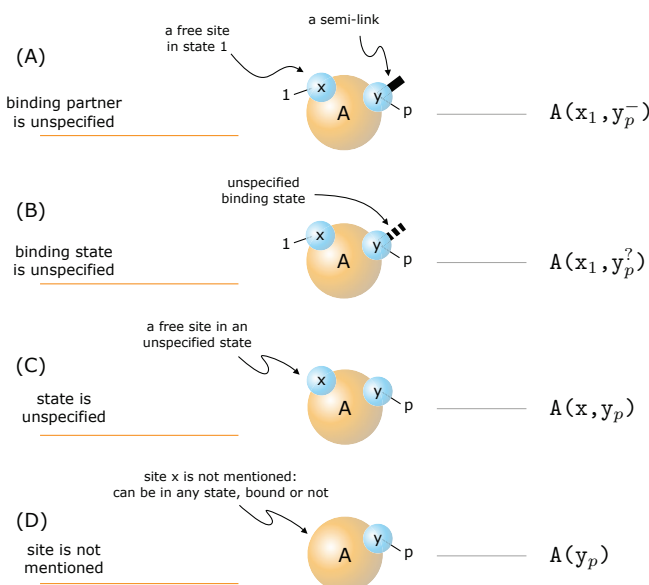 a semi-link
a free site
in state 1
(A)
x
y
1
A
p
binding partner
is unspecified
A(x₁,y⁻ₚ)
unspecified
binding state
(B)
1
x
y
A
p
binding state
is unspecified
A(x₁,y?ₚ)
a free site in an
unspecified state
(C)
x
y
A
p
state is
unspecified
A(x,yₚ)
site x is not mentioned:
can be in any state, bound or not
(D)
y
A
p
site is not
mentioned
A(yₚ)